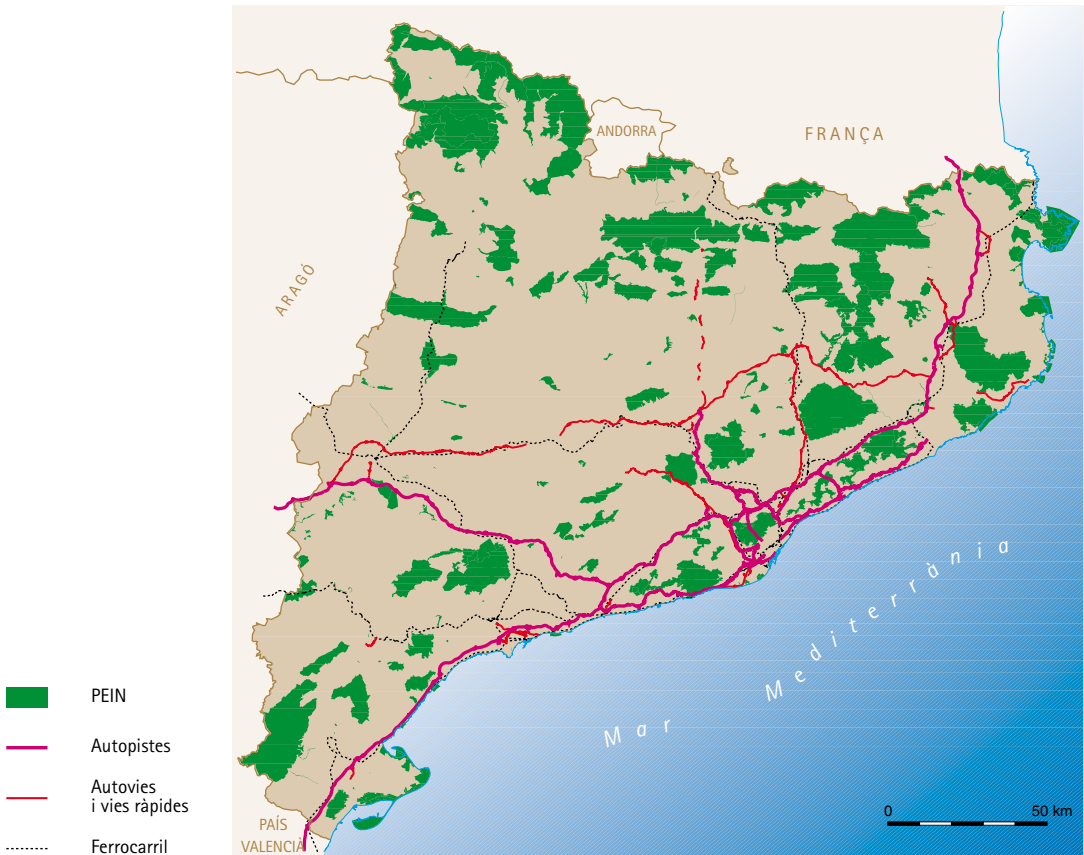 ANDORRA
FRANÇA
ARAGÓ
Mar Mediterrània
PEIN
Autopistes
Autovies
i vies ràpides
Ferrocarril
PAÍS
VALENCIÀ
0 50 km